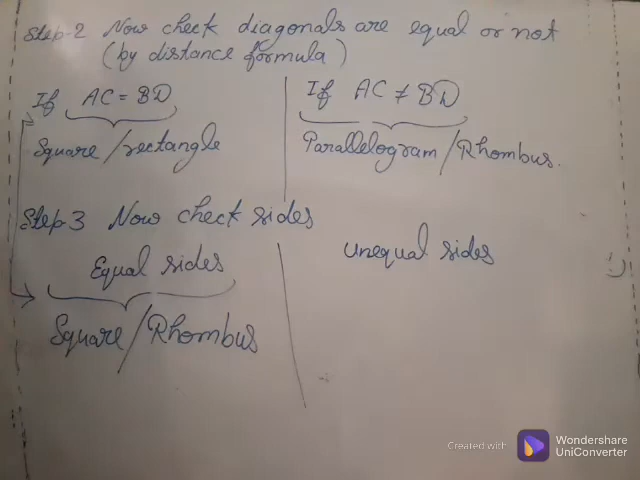 Step-2 Now check diagonals are equal or not
(by distance formula)
If AC = BD
Square/rectangle
If AC ≠ BD
Parallelogram/Rhombus.
Step 3 Now check sides
Equal sides
Square/Rhombus
unequal sides
Created with
Wondershare
UniConverter